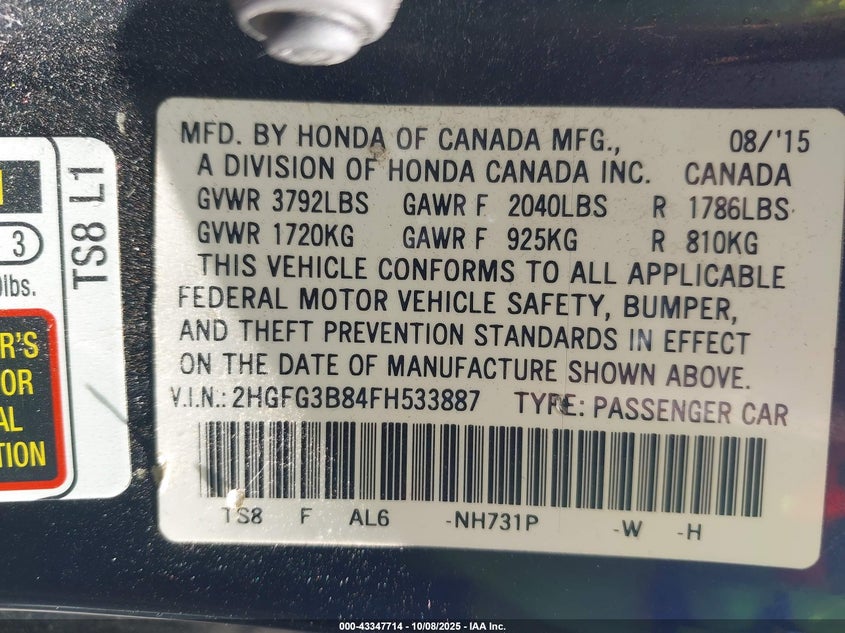 MFD. BY HONDA OF CANADA MFG., 08/'15
A DIVISION OF HONDA CANADA INC. CANADA
GVWR 3792LBS GAWR F 2040LBS R 1786LBS
GVWR 1720KG GAWR F 925KG R 810KG
THIS VEHICLE CONFORMS TO ALL APPLICABLE
FEDERAL MOTOR VEHICLE SAFETY, BUMPER,
AND THEFT PREVENTION STANDARDS IN EFFECT
ON THE DATE OF MANUFACTURE SHOWN ABOVE.
V.I.N.: 2HGFG3B84FH533887 TYPE: PASSENGER CAR
TS8 F AL6 -NH731P -W -H
TS8 L1
3
lbs.
R'S
OR
AL
TION
000-43347714 - 10/08/2025 - IAA Inc.